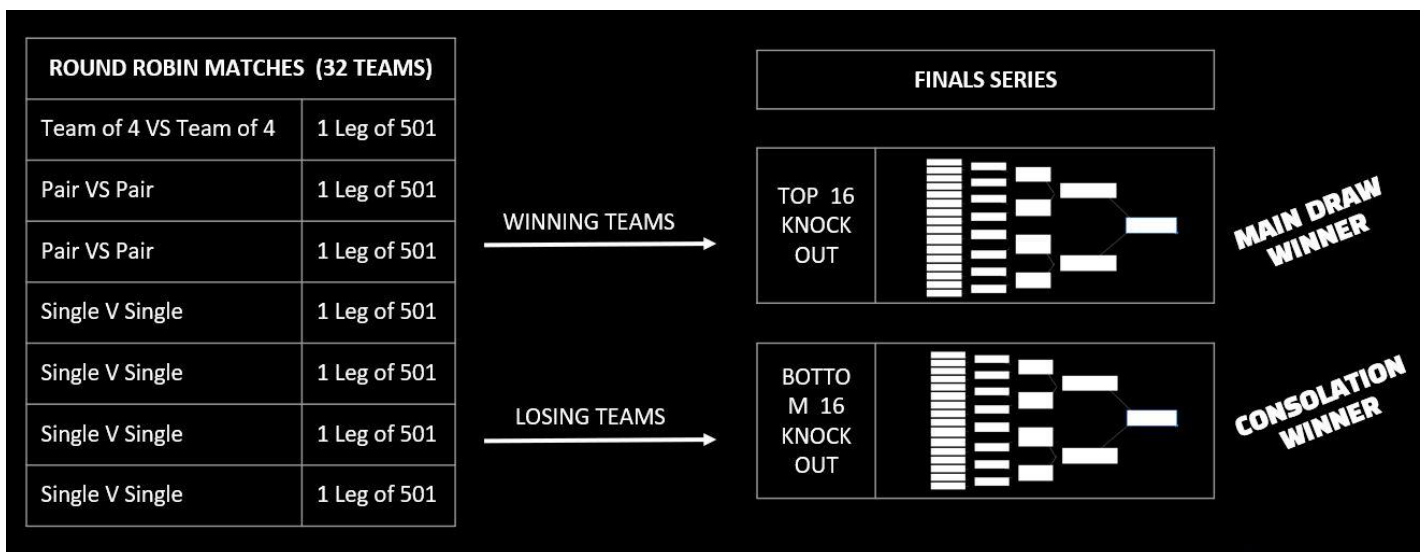 ROUND ROBIN MATCHES (32 TEAMS)
Team of 4 VS Team of 4 1 Leg of 501
Pair VS Pair 1 Leg of 501
Pair VS Pair 1 Leg of 501
Single V Single 1 Leg of 501
Single V Single 1 Leg of 501
Single V Single 1 Leg of 501
Single V Single 1 Leg of 501
WINNING TEAMS
LOSING TEAMS
FINALS SERIES
TOP 16
KNOCK
OUT
MAIN DRAW
WINNER
BOTTO
M 16
KNOCK
OUT
CONSOLATION
WINNER